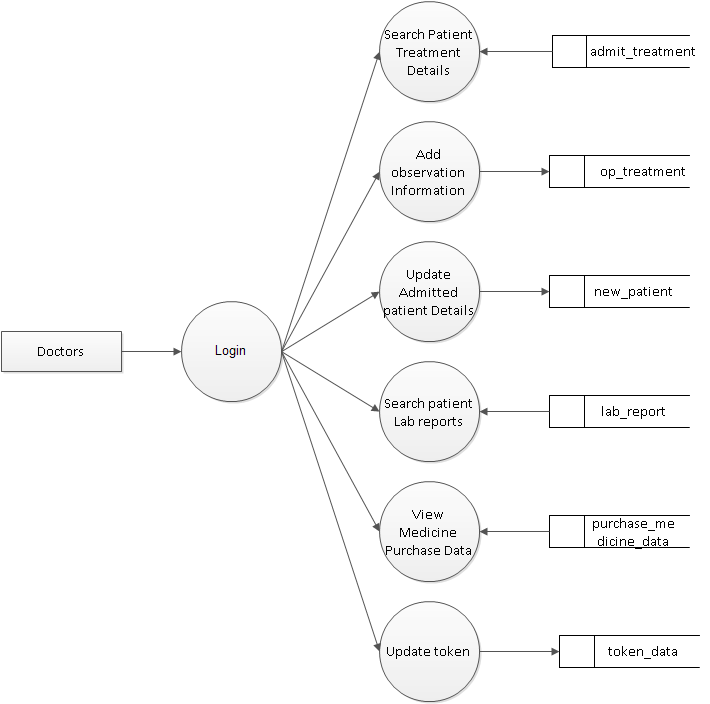 Search Patient
Treatment
Details
admit_treatment
Add
observation
Information
op_treatment
Update
Admitted
patient Details
new_patient
Doctors
Login
Search patient
Lab reports
lab_report
View
Medicine
Purchase Data
purchase_me
dicine_data
Update token
token_data